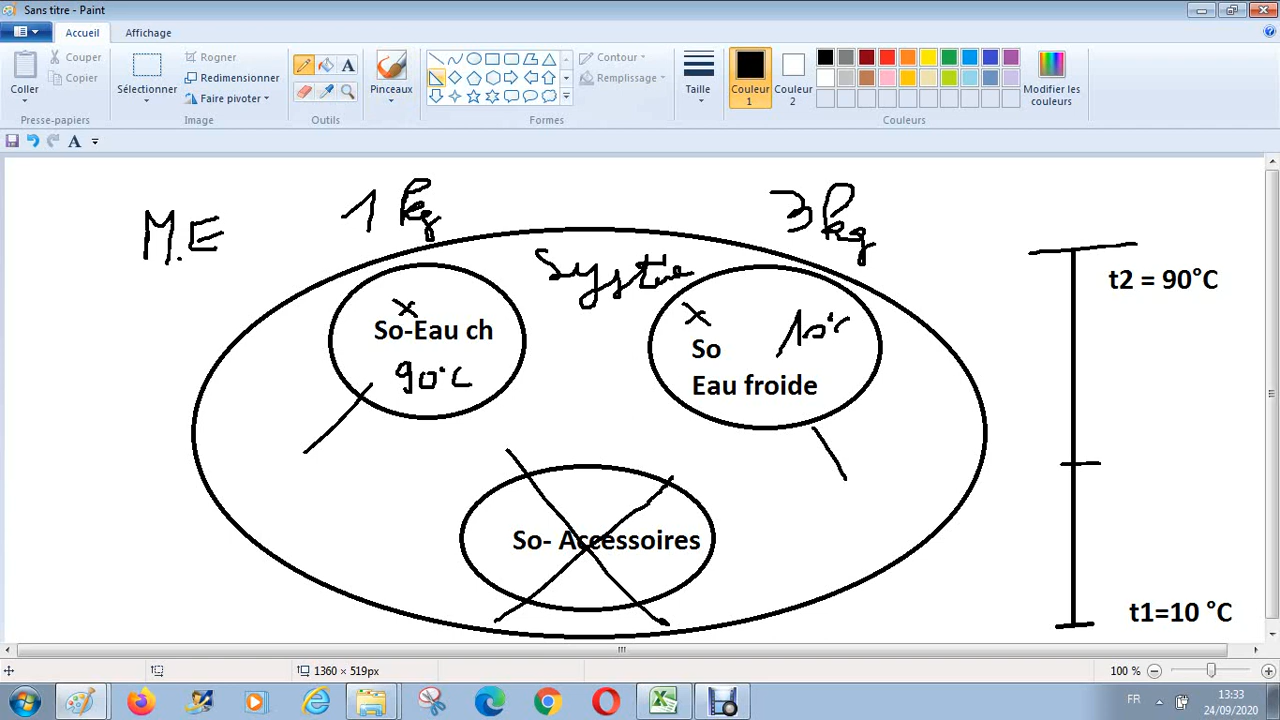 Sans titre - Paint
Accueil
Affichage
Coller
Couper
Copier
Presse-papiers
Sélectionner
Rogner
Redimensionner
Faire pivoter
Image
Outils
Pinceaux
Contour
Remplissage
Formes
Taille
Couleur 1
Couleur 2
Modifier les couleurs
Couleurs
M.E
1 kg
3 kg
Système
x
So-Eau ch
90°C
x
So
10°C
Eau froide
So- Accessoires
t2 = 90°C
t1=10 °C
1360 × 519px
100 %
FR
13:33
24/09/2020